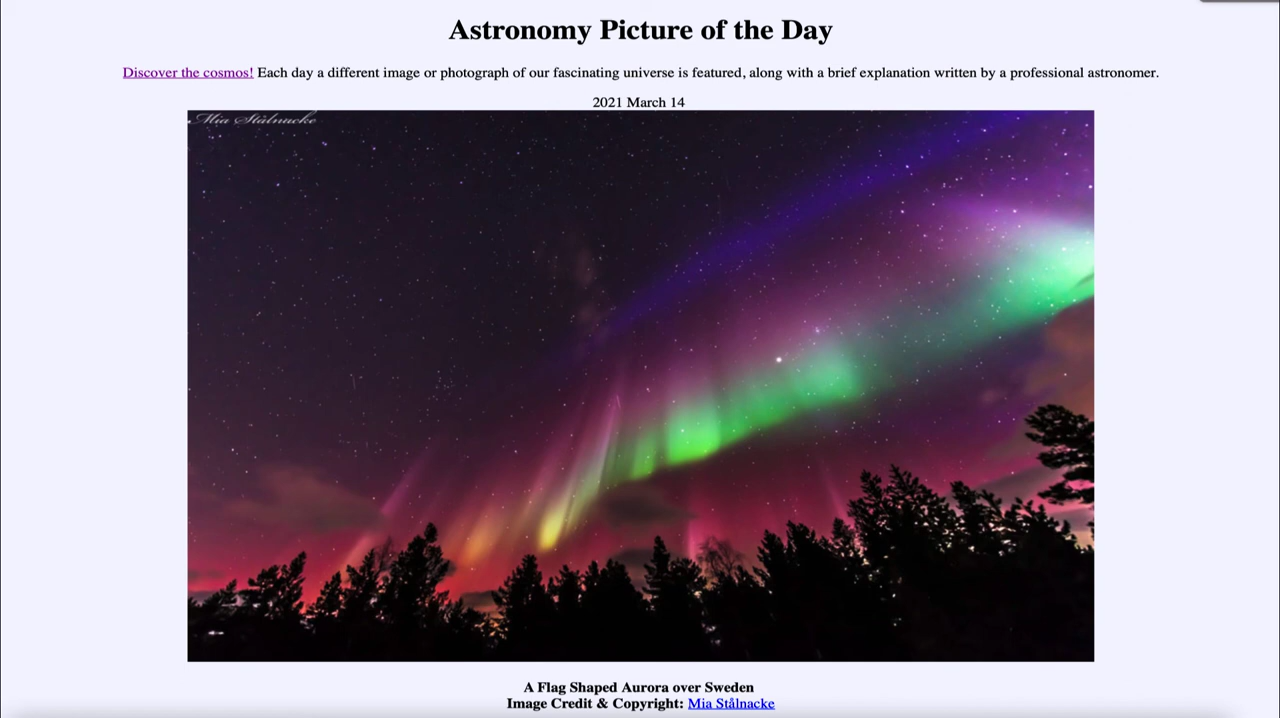 Astronomy Picture of the Day
Discover the cosmos! Each day a different image or photograph of our fascinating universe is featured, along with a brief explanation written by a professional astronomer.
2021 March 14
Mia Stålnacke
A Flag Shaped Aurora over Sweden
Image Credit & Copyright: Mia Stålnacke